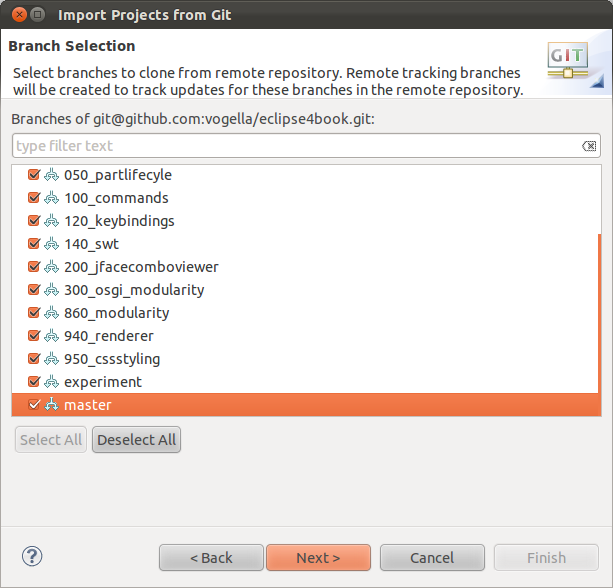 Import Projects from Git
Branch Selection
GIT
Select branches to clone from remote repository. Remote tracking branches
will be created to track updates for these branches in the remote repository.
Branches of git@github.com:vogella/eclipse4book.git:
type filter text
050_partlifecyle
100_commands
120_keybindings
140_swt
200_jfacecomboviewer
300_osgi_modularity
860_modularity
940_renderer
950_cssstyling
experiment
master
Select All
Deselect All
?
< Back
Next >
Cancel
Finish